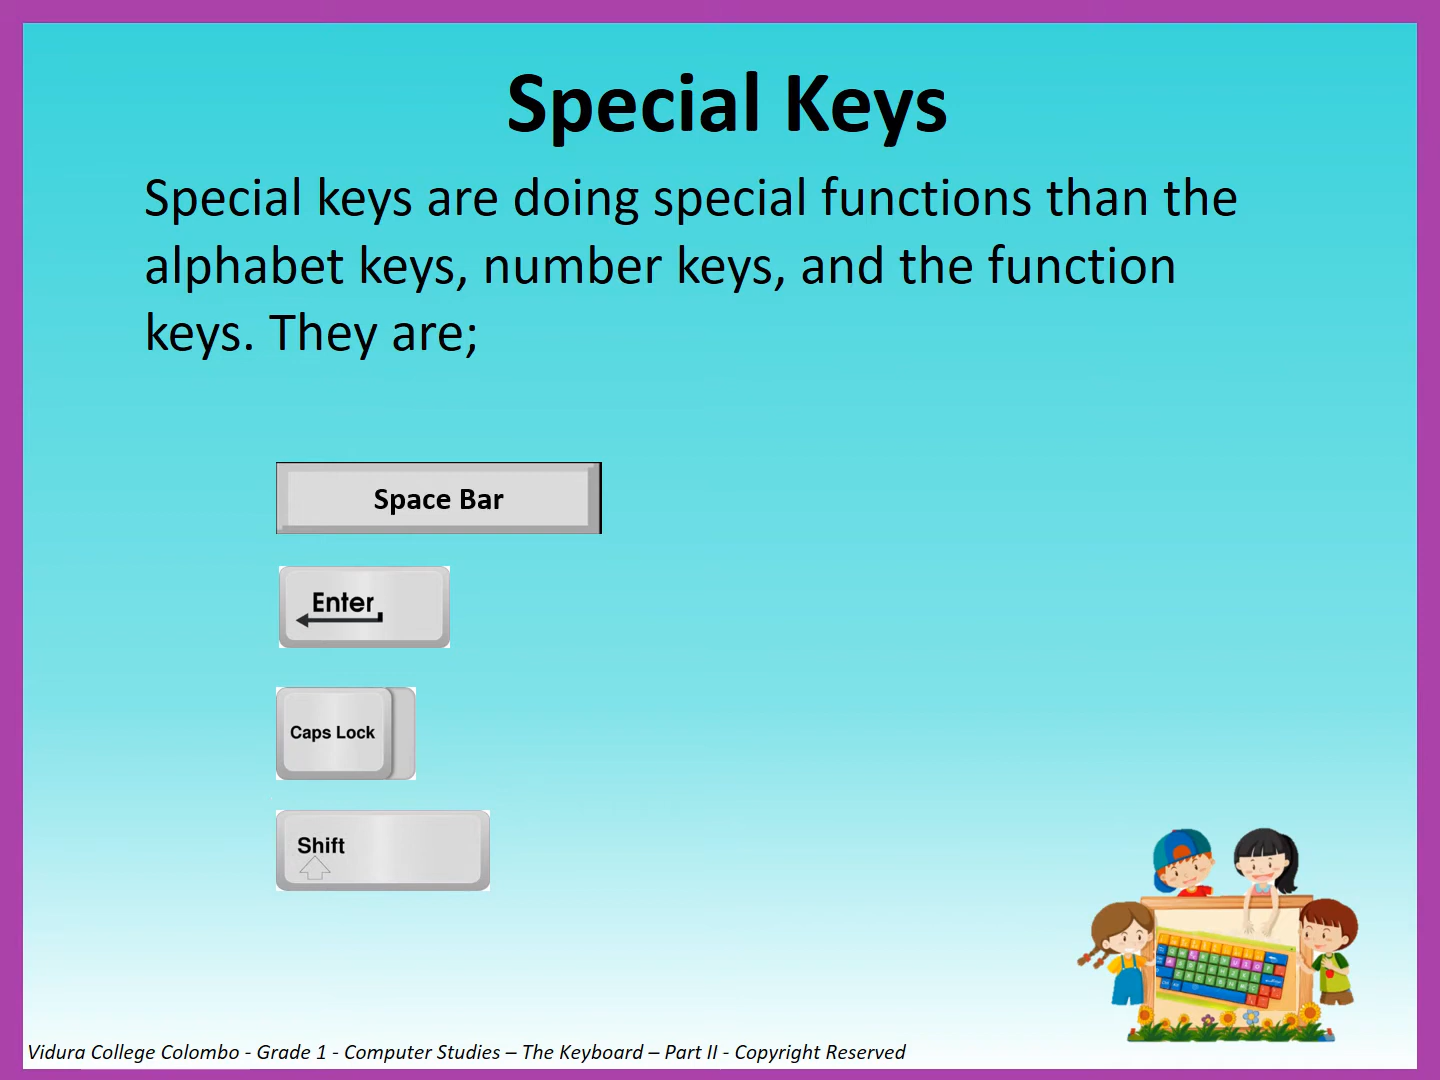 Special Keys
Special keys are doing special functions than the
alphabet keys, number keys, and the function
keys. They are;
Space Bar
Enter
Caps Lock
Shift
Vidura College Colombo - Grade 1 - Computer Studies – The Keyboard – Part II - Copyright Reserved